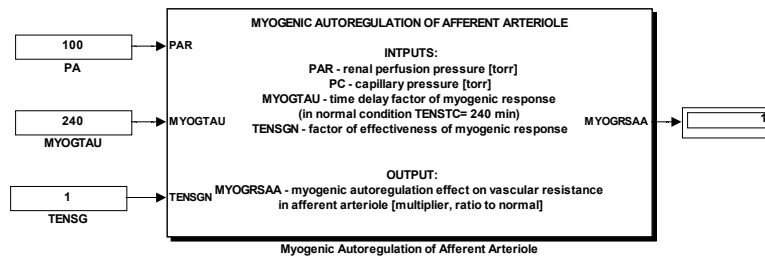 MYOGENIC AUTOREGULATION OF AFFERENT ARTERIOLE
100
PA
PAR
INTPUTS:
PAR - renal perfusion pressure [torr]
PC - capillary pressure [torr]
MYOGTAU - time delay factor of myogenic response
(in normal condition TENSTC= 240 min)
TENSGN - factor of effectiveness of myogenic response
240
MYOGTAU
MYOGTAU
MYOGRSAA
1
1
TENSG
TENSGN
OUTPUT:
MYOGRSAA - myogenic autoregulation effect on vascular resistance
in afferent arteriole [multiplier, ratio to normal]
Myogenic Autoregulation of Afferent Arteriole